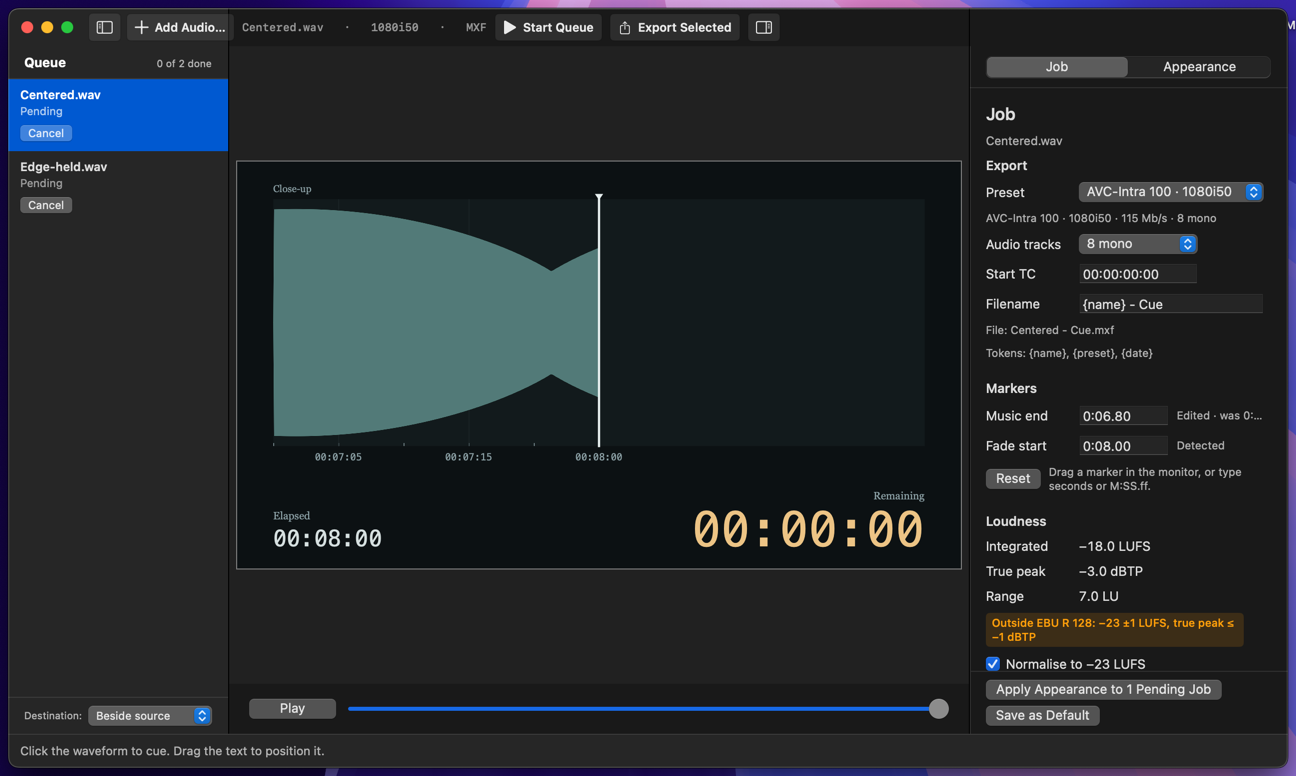 Add Audio...
Centered.wav · 1080i50 · MXF
Start Queue
Export Selected
Queue
0 of 2 done
Centered.wav
Pending
Cancel
Edge-held.wav
Pending
Cancel
Destination: Beside source
Close-up
00:07:05 00:07:15 00:08:00
Elapsed
00:08:00
Remaining
00:00:00
Play
Job Appearance
Job
Centered.wav
Export
Preset AVC-Intra 100 · 1080i50
AVC-Intra 100 · 1080i50 · 115 Mb/s · 8 mono
Audio tracks 8 mono
Start TC 00:00:00:00
Filename {name} - Cue
File: Centered - Cue.mxf
Tokens: {name}, {preset}, {date}
Markers
Music end 0:06.80 Edited · was 0:...
Fade start 0:08.00 Detected
Reset
Drag a marker in the monitor, or type
seconds or M:SS.ff.
Loudness
Integrated −18.0 LUFS
True peak −3.0 dBTP
Range 7.0 LU
Outside EBU R 128: −23 ±1 LUFS, true peak ≤
−1 dBTP
Normalise to −23 LUFS
Apply Appearance to 1 Pending Job
Save as Default
Click the waveform to cue. Drag the text to position it.